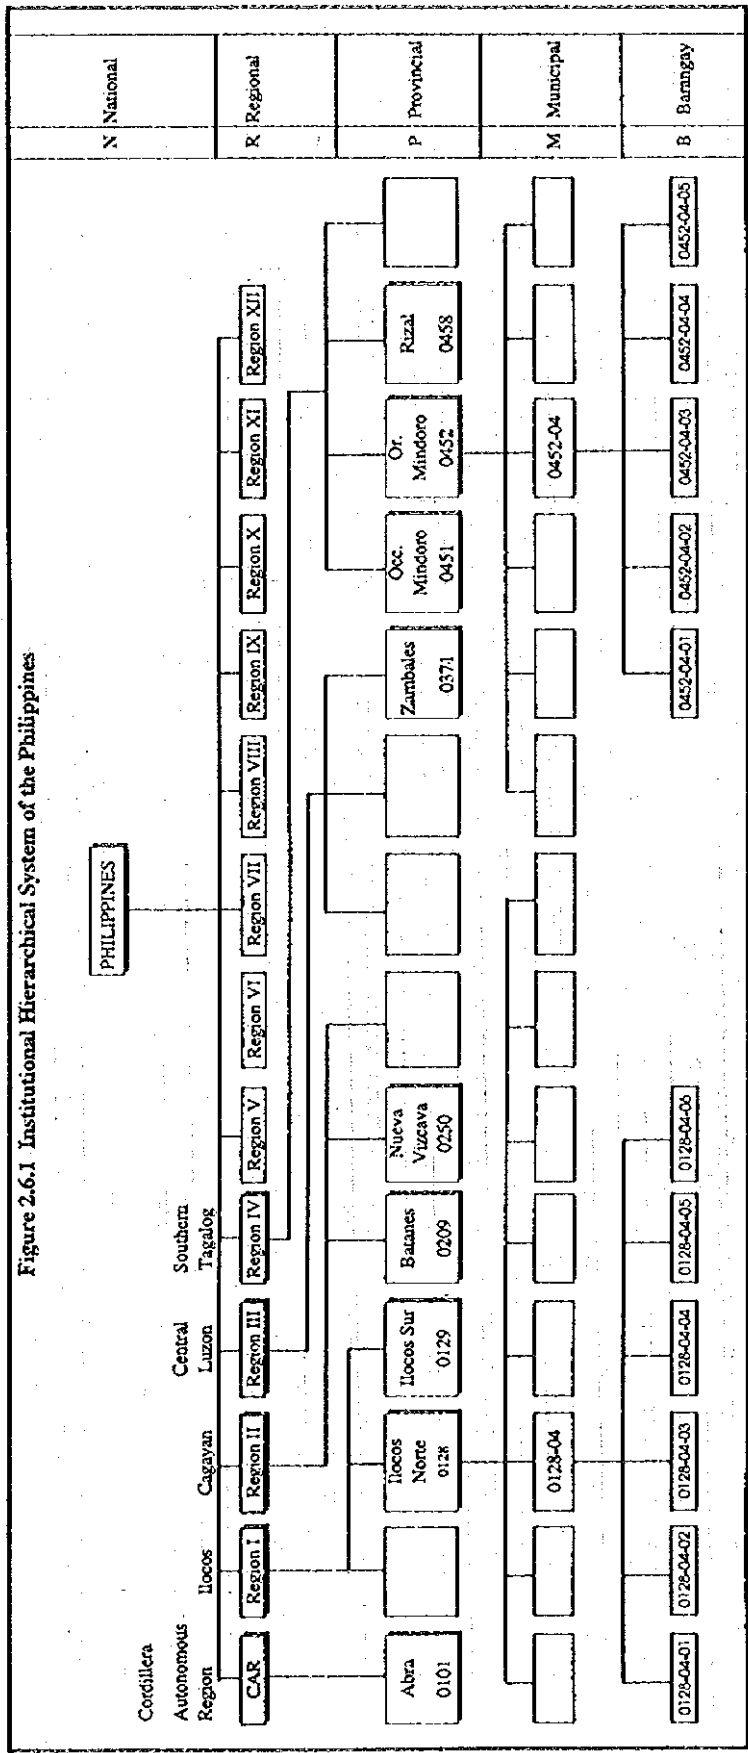 Figure 2.6.1 Institutional Hierarchical System of the Philippines
N National
PHILIPPINES
R Regional
Cordillera
Autonomous
Region
Ilocos
Cagayan
Central
Luzon
Southern
Tagalog
CAR
Region I
Region II
Region III
Region IV
Region V
Region VI
Region VII
Region VIII
Region IX
Region X
Region XI
Region XII
P Provincial
Abra
0101
Ilocos
Norte
0128
Ilocos Sur
0129
Batanes
0209
Nueva
Vizcava
0250
Zambales
0371
Occ.
Mindoro
0451
Or.
Mindoro
0452
Rizal
0458
M Municipal
0128-04
0452-04
B Barangay
0128-04-01
0128-04-02
0128-04-03
0128-04-04
0128-04-05
0128-04-06
0452-04-01
0452-04-02
0452-04-03
0452-04-04
0452-04-05